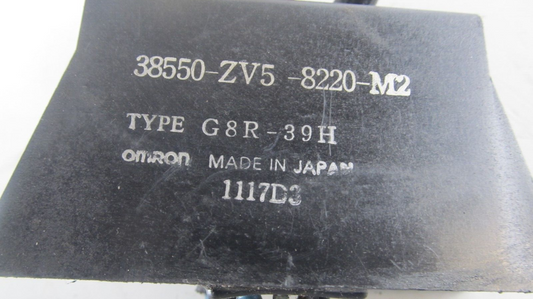 38550-ZV5 -8220-M2
TYPE G8R-39H
omron MADE IN JAPAN
1117D3